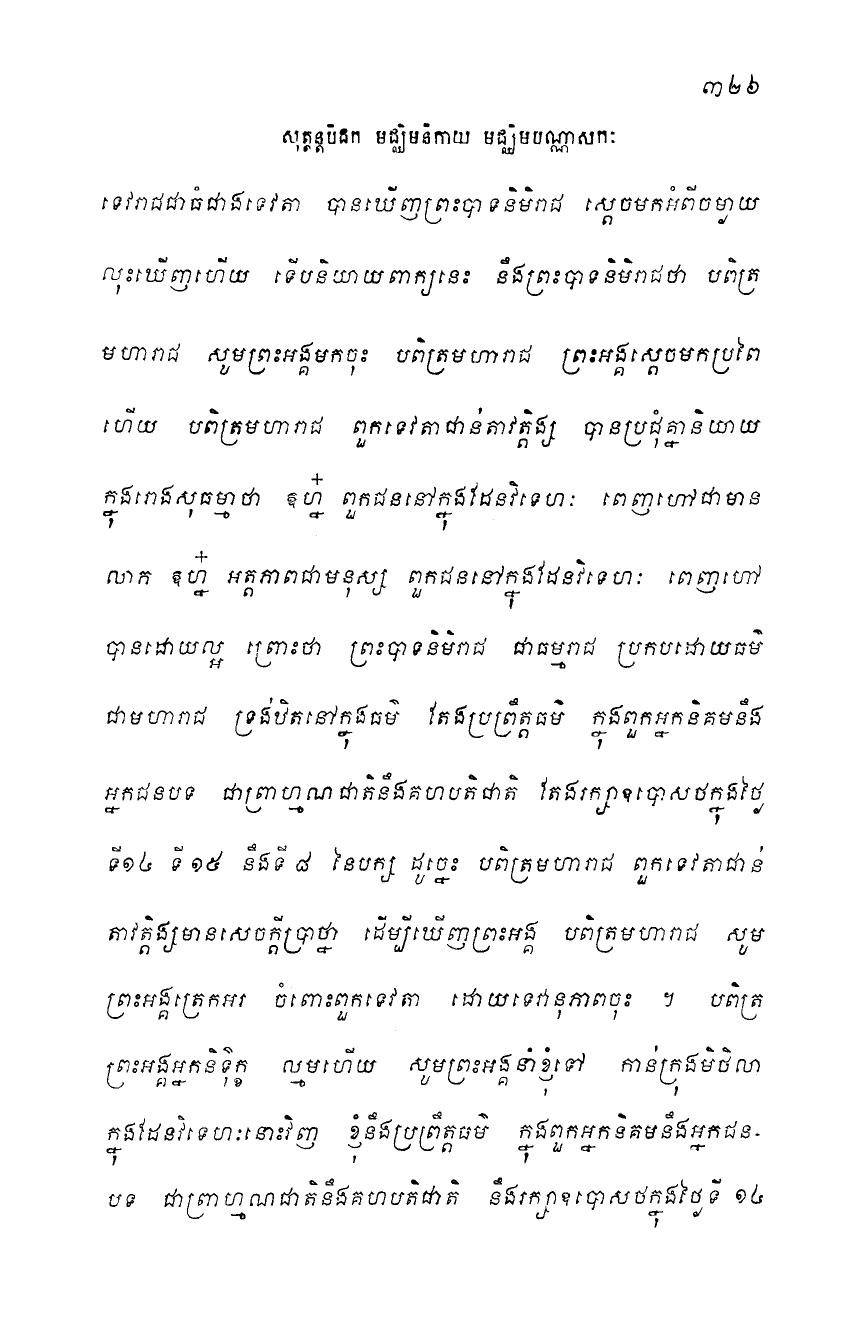 ៣២៦
សុត្តន្តបិដក មជ្ឈិមនិកាយ មជ្ឈិមបណ្ណាសកៈ
ទេវរាជជាធំជាងទេវតា បានឃើញព្រះបាទនិមិរាជ ស្តេចមកអំពីចម្ងាយ
លុះឃើញហើយ ទើបនិយាយពាក្យនេះ នឹងព្រះបាទនិមិរាជថា បពិត្រ
មហារាជ សូមព្រះអង្គមកចុះ បពិត្រមហារាជ ព្រះអង្គស្តេចមកប្រពៃ
ហើយ បពិត្រមហារាជ ពួកទេវតាជាន់តាវត្តិង្ស បានប្រជុំគ្នានិយាយ
ក្នុងរោងសុធម្មាថា ឧហ្ន៎ ពួកជននៅក្នុងដែនវិទេហៈ ពេញហៅជាមាន
លាភ ឧហ្ន៎ អត្តភាពជាមនុស្ស ពួកជននៅក្នុងដែនវិទេហៈ ពេញហៅ
បានដោយល្អ ព្រោះថា ព្រះបាទនិមិរាជ ជាធម្មរាជ ប្រកបដោយធម៌
ជាមហារាជ ទ្រង់ឋិតនៅក្នុងធម៌ តែងប្រព្រឹត្តធម៌ ក្នុងពួកអ្នកនិគមនឹង
អ្នកជនបទ ជាព្រាហ្មណជាតិនឹងគហបតិជាតិ តែងរក្សាឧបោសថក្នុងថ្ងៃ
ទី១៤ ទី១៥ នឹងទី៨ នៃបក្ស ដូច្នេះ បពិត្រមហារាជ ពួកទេវតាជាន់
តាវត្តិង្សមានសេចក្តីប្រាថ្នា ដើម្បីឃើញព្រះអង្គ បពិត្រមហារាជ សូម
ព្រះអង្គត្រេកអរ ចំពោះពួកទេវតា ដោយទេវានុភាពចុះ ។ បពិត្រ
ព្រះអង្គអ្នកនិទ៌ុក្ខ ល្មមហើយ សូមព្រះអង្គនាំខ្ញុំទៅ កាន់ក្រុងមិថិលា
ក្នុងដែនវិទេហៈនោះវិញ ខ្ញុំនឹងប្រព្រឹត្តធម៌ ក្នុងពួកអ្នកនិគមនឹងអ្នកជន-
បទ ជាព្រាហ្មណជាតិនឹងគហបតិជាតិ នឹងរក្សាឧបោសថក្នុងថ្ងៃទី ១៤